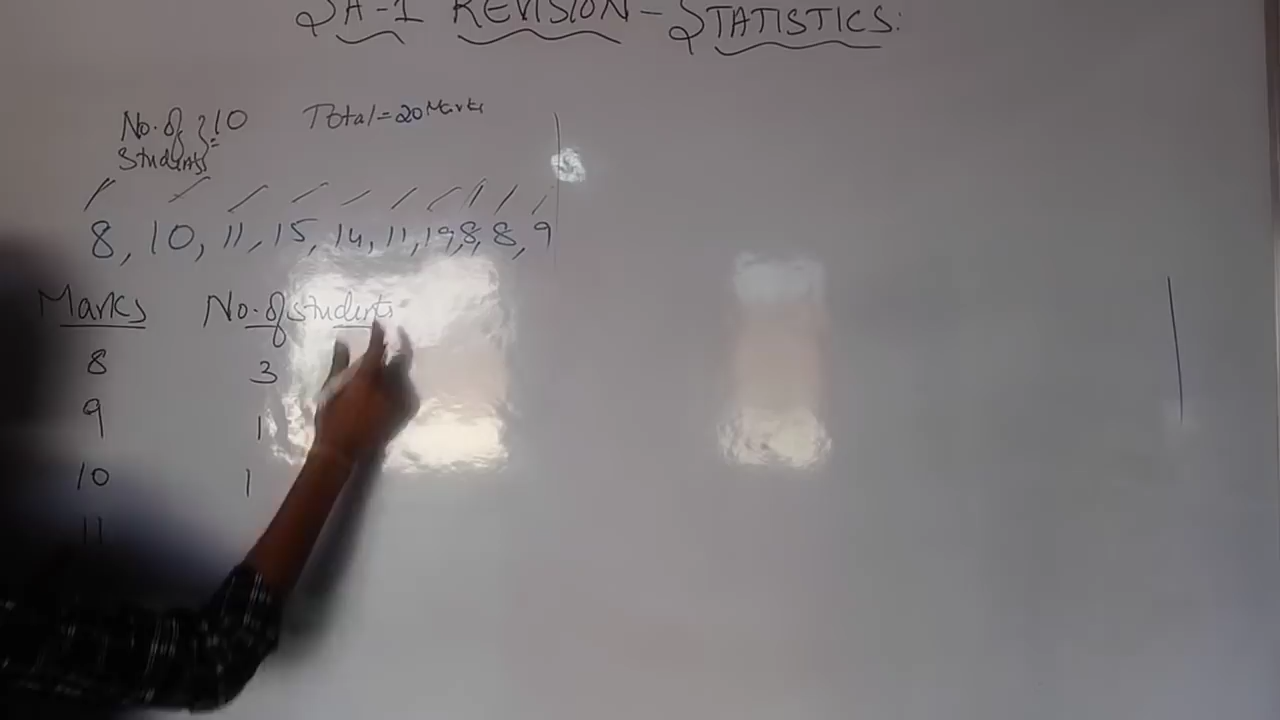 SA-1 REVISION - STATISTICS:
No. of Students } = 10 Total = 20 Marks
8, 10, 11, 15, 14, 11, 19, 8, 8, 9
Marks No. of students
8 3
9 1
10 1
11